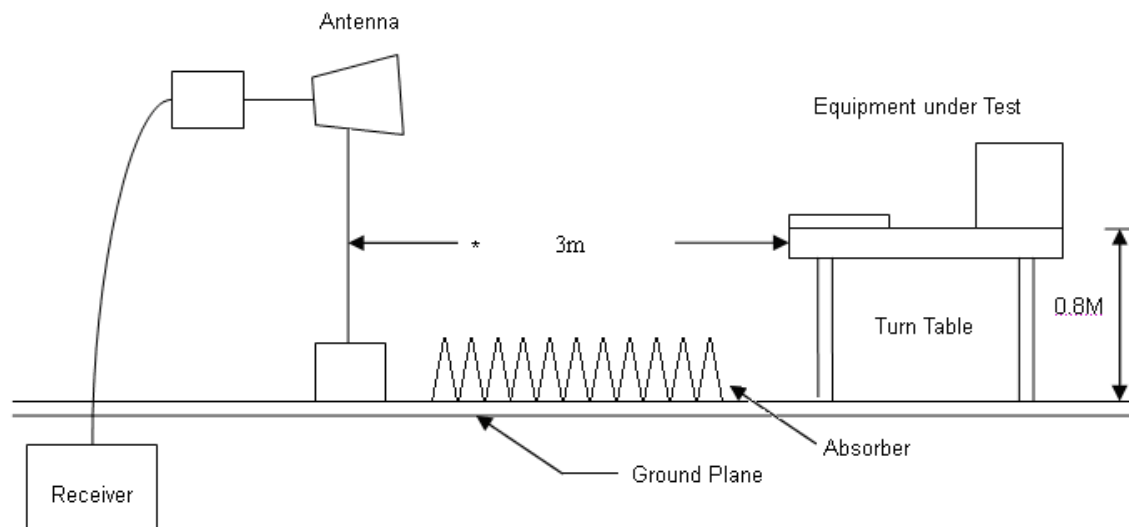 Antenna
Equipment under Test
* 3m
0.8M
Turn Table
Absorber
Ground Plane
Receiver